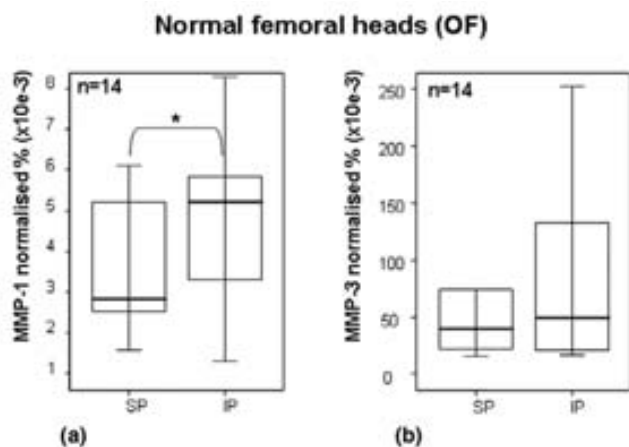 Normal femoral heads (OF)
MMP-1 normalised % (x10e-3)
8
7
6
5
4
3
2
1
n=14
*
SP
IP
(a)
MMP-3 normalised % (x10e-3)
250
200
150
100
50
0
n=14
SP
IP
(b)